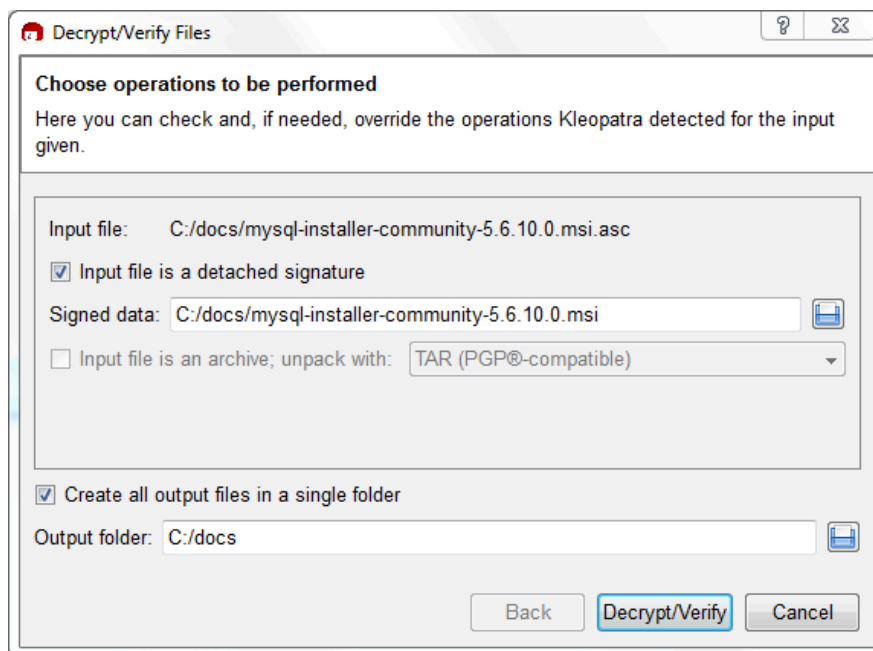 Decrypt/Verify Files
Choose operations to be performed
Here you can check and, if needed, override the operations Kleopatra detected for the input
given.
Input file: C:/docs/mysql-installer-community-5.6.10.0.msi.asc
Input file is a detached signature
Signed data: C:/docs/mysql-installer-community-5.6.10.0.msi
Input file is an archive; unpack with: TAR (PGP®-compatible)
Create all output files in a single folder
Output folder: C:/docs
Back Decrypt/Verify Cancel